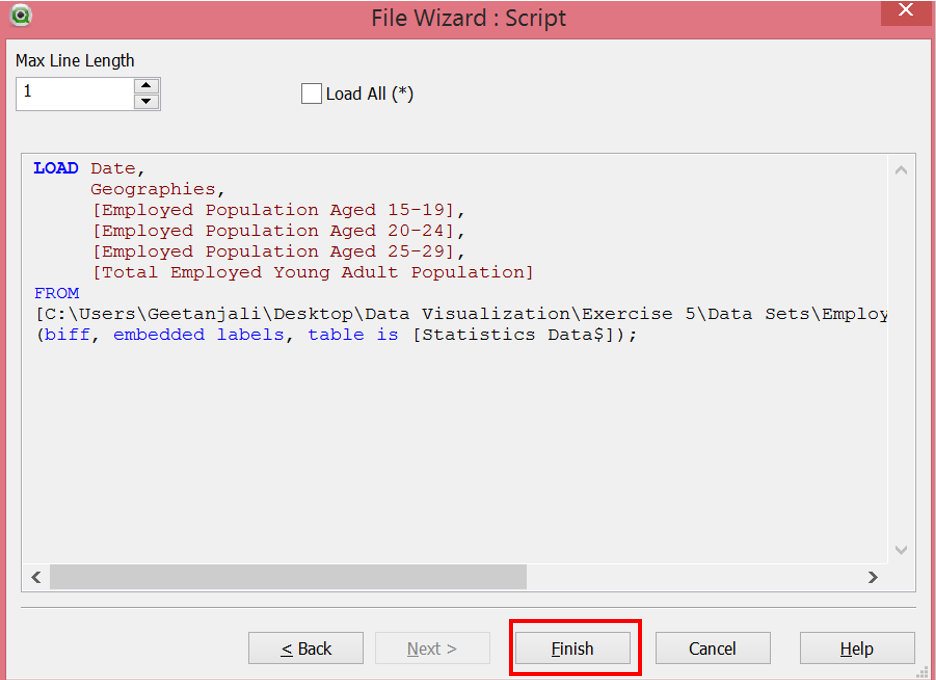 File Wizard : Script
Max Line Length
1
Load All (*)
LOAD Date,
Geographies,
[Employed Population Aged 15-19],
[Employed Population Aged 20-24],
[Employed Population Aged 25-29],
[Total Employed Young Adult Population]
FROM
[C:\Users\Geetanjali\Desktop\Data Visualization\Exercise 5\Data Sets\Employ
(biff, embedded labels, table is [Statistics Data$]);
< Back
Next >
Finish
Cancel
Help